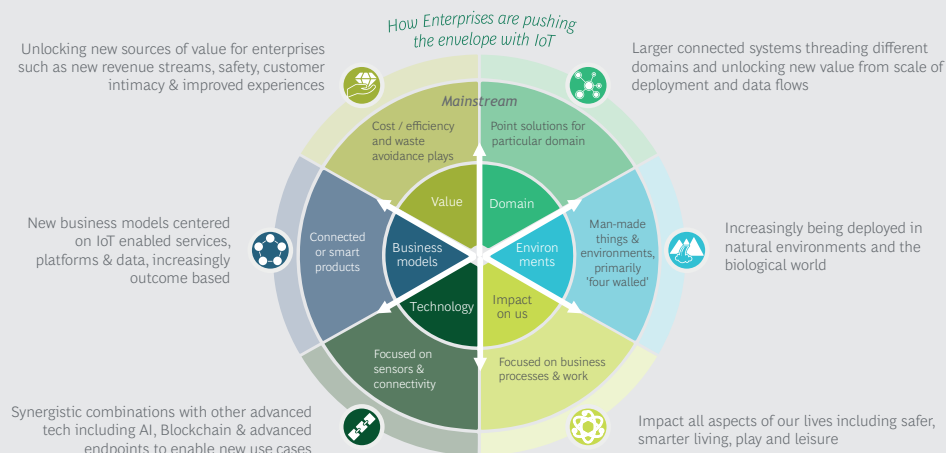 How Enterprises are pushing
the envelope with IoT
Unlocking new sources of value for enterprises
such as new revenue streams, safety, customer
intimacy & improved experiences
Larger connected systems threading different
domains and unlocking new value from scale of
deployment and data flows
Mainstream
Cost / efficiency
and waste
avoidance plays
Point solutions for
particular domain
Value
Domain
New business models centered
on IoT enabled services,
platforms & data, increasingly
outcome based
Connected
or smart
products
Business
models
Environ
ments
Man-made
things &
environments,
primarily
'four walled'
Increasingly being deployed in
natural environments and the
biological world
Technology
Impact
on us
Focused on
sensors &
connectivity
Focused on business
processes & work
Synergistic combinations with other advanced
tech including AI, Blockchain & advanced
endpoints to enable new use cases
Impact all aspects of our lives including safer,
smarter living, play and leisure